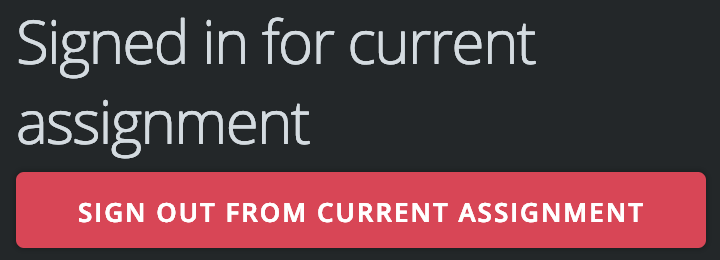 Signed in for current
assignment
SIGN OUT FROM CURRENT ASSIGNMENT